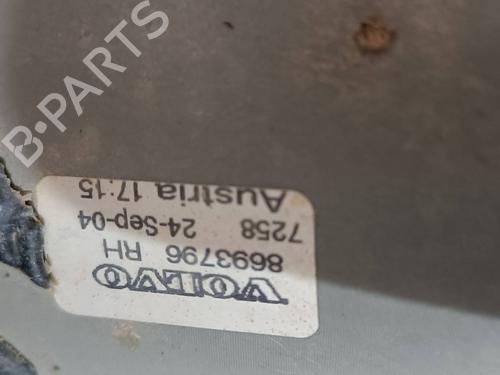 VOLVO
8693796 RH
7258 24-Sep-04
Austria 17:15
B-PARTS